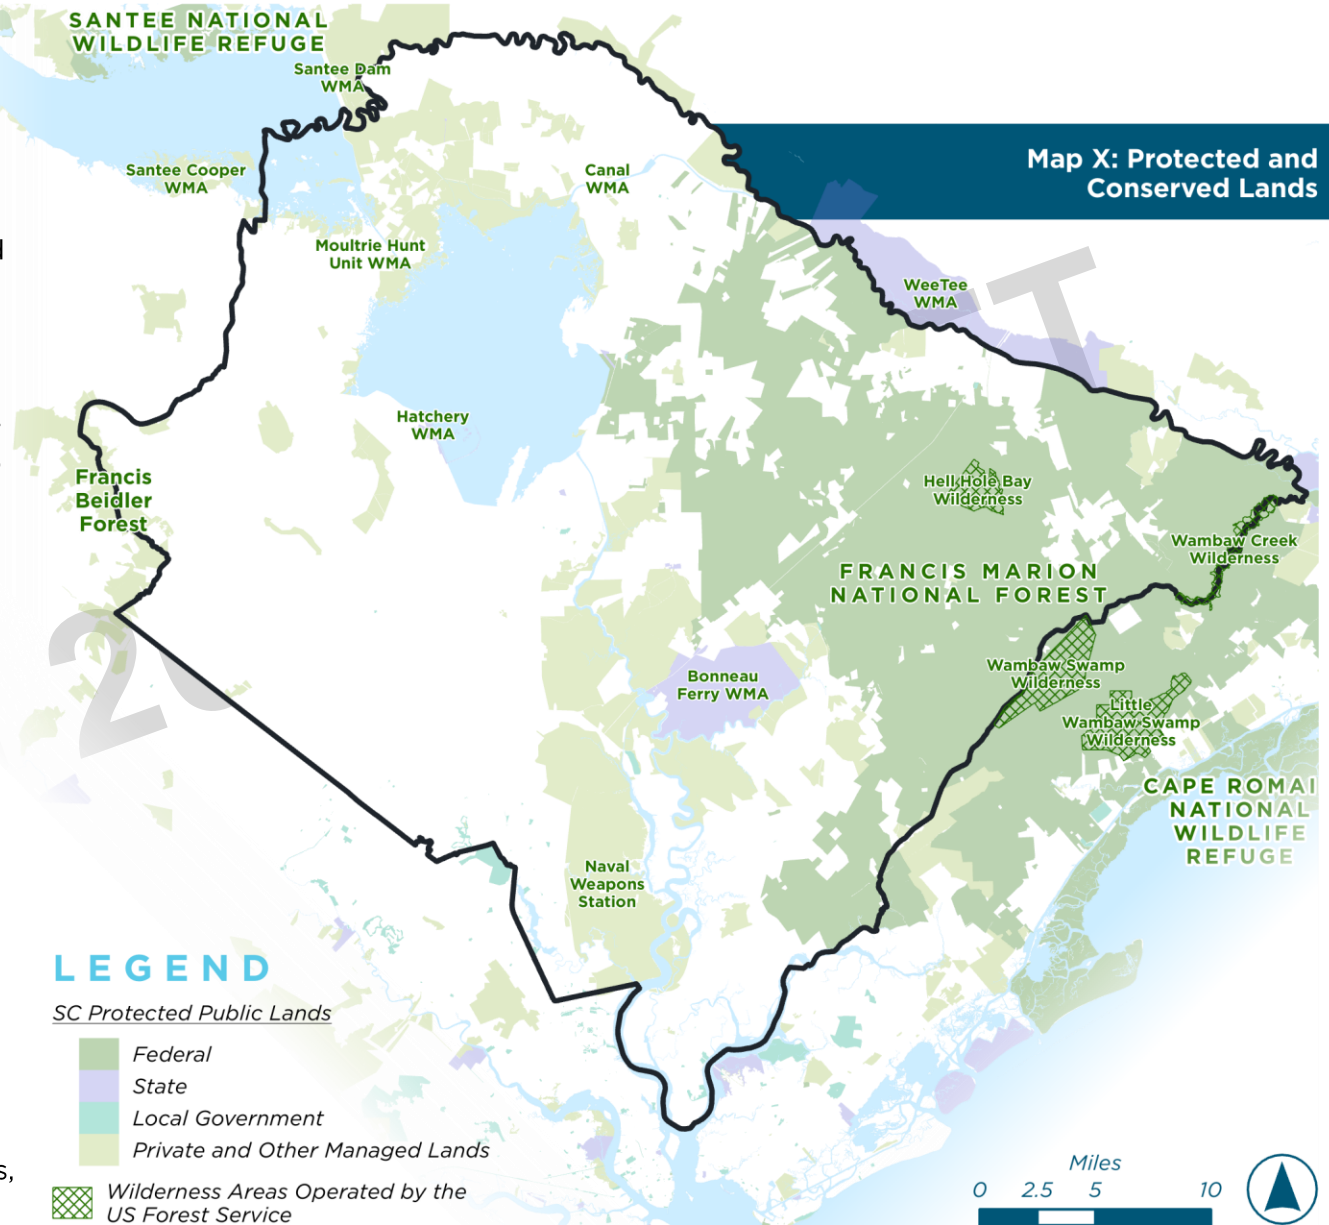 SANTEE NATIONAL
WILDLIFE REFUGE
Santee Dam
WMA
Map X: Protected and
Conserved Lands
Santee Cooper
WMA
Canal
WMA
d
Moultrie Hunt
Unit WMA
WeeTee
WMA
T
Hatchery
WMA
Francis
Beidler
Forest
Hell Hole Bay
Wilderness
Wambaw Creek
Wilderness
FRANCIS MARION
NATIONAL FOREST
2
Wambaw Swamp
Wilderness
Bonneau
Ferry WMA
Little
Wambaw Swamp
Wilderness
CAPE ROMAI
NATIONAL
WILDLIFE
REFUGE
Naval
Weapons
Station
LEGEND
SC Protected Public Lands
Federal
State
Local Government
Private and Other Managed Lands
s,
Wilderness Areas Operated by the
US Forest Service
Miles
0 2.5 5 10